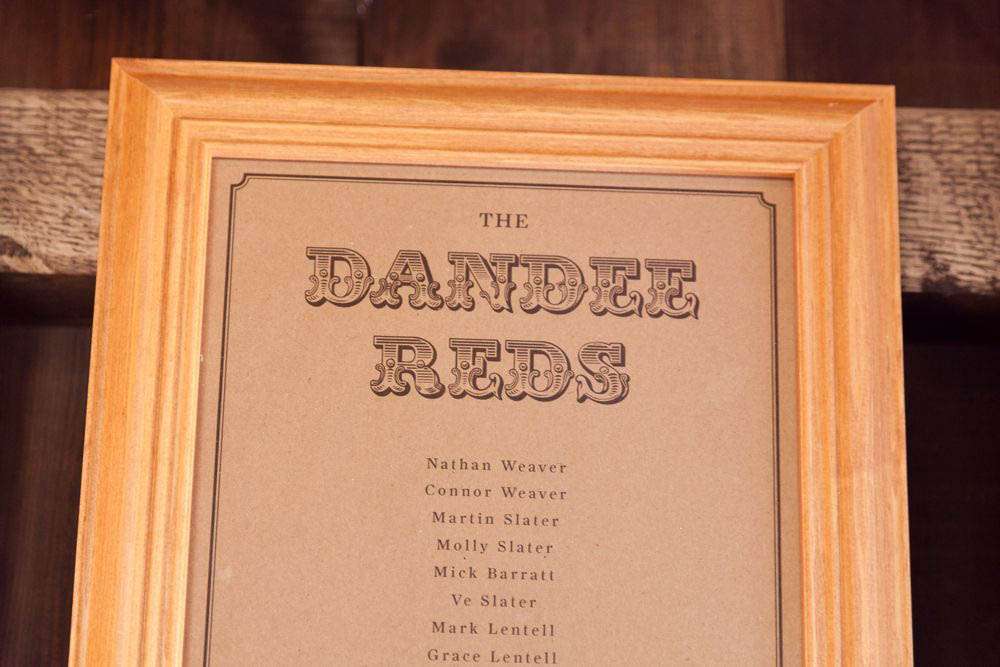 THE
DANDEE
REDS
Nathan Weaver
Connor Weaver
Martin Slater
Molly Slater
Mick Barratt
Ve Slater
Mark Lentell
Grace Lentell